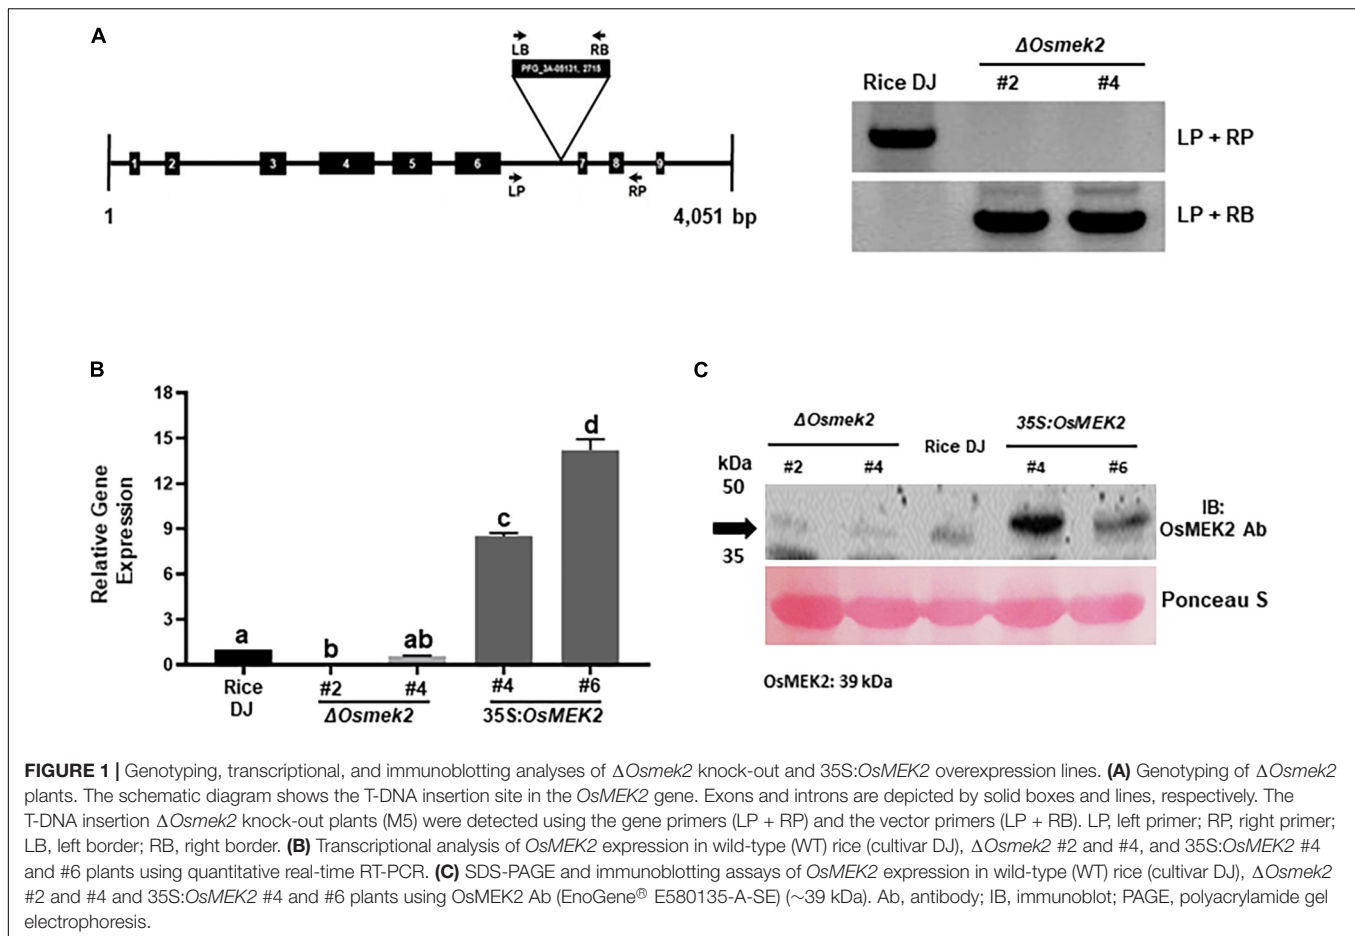 A
LB RB
PFG_3A-05131, 2715
1 2 3 4 5 6 7 8 9
LP RP
1 4,051 bp
ΔOsmek2
Rice DJ #2 #4
LP + RP
LP + RB
B
Relative Gene
Expression
18
15
12
9
6
3
0
a b ab c d
Rice
DJ
#2 #4 #4 #6
ΔOsmek2 35S:OsMEK2
C
ΔOsmek2 Rice DJ 35S:OsMEK2
kDa #2 #4 #4 #6
50
35
IB:
OsMEK2 Ab
Ponceau S
OsMEK2: 39 kDa
FIGURE 1 | Genotyping, transcriptional, and immunoblotting analyses of ΔOsmek2 knock-out and 35S:OsMEK2 overexpression lines. (A) Genotyping of ΔOsmek2
plants. The schematic diagram shows the T-DNA insertion site in the OsMEK2 gene. Exons and introns are depicted by solid boxes and lines, respectively. The
T-DNA insertion ΔOsmek2 knock-out plants (M5) were detected using the gene primers (LP + RP) and the vector primers (LP + RB). LP, left primer; RP, right primer;
LB, left border; RB, right border. (B) Transcriptional analysis of OsMEK2 expression in wild-type (WT) rice (cultivar DJ), ΔOsmek2 #2 and #4, and 35S:OsMEK2 #4
and #6 plants using quantitative real-time RT-PCR. (C) SDS-PAGE and immunoblotting assays of OsMEK2 expression in wild-type (WT) rice (cultivar DJ), ΔOsmek2
#2 and #4 and 35S:OsMEK2 #4 and #6 plants using OsMEK2 Ab (EnoGene® E580135-A-SE) (~39 kDa). Ab, antibody; IB, immunoblot; PAGE, polyacrylamide gel
electrophoresis.